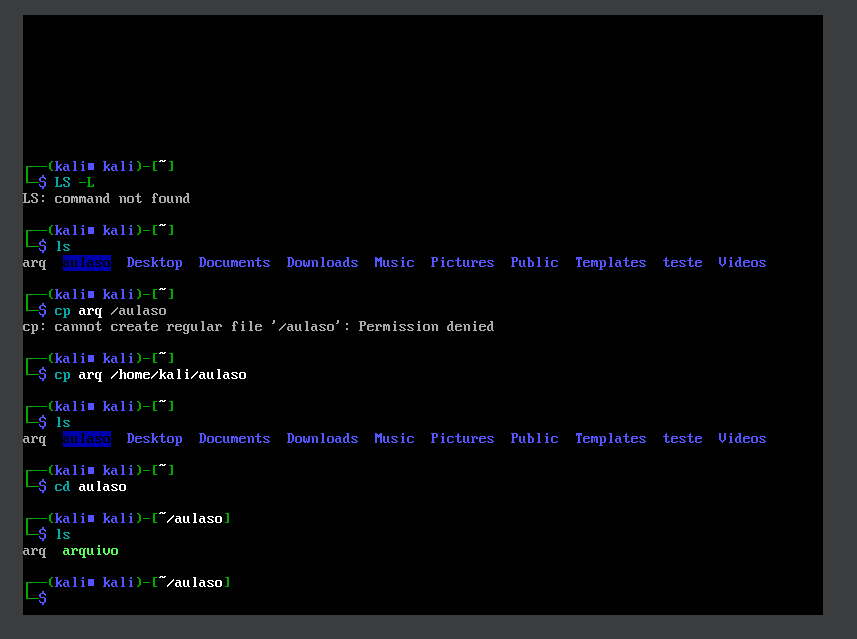 ┌──(kali■ kali)-[~]
└─$ LS -L
LS: command not found
┌──(kali■ kali)-[~]
└─$ ls
arq  aulaso  Desktop  Documents  Downloads  Music  Pictures  Public  Templates  teste  Videos
┌──(kali■ kali)-[~]
└─$ cp arq /aulaso
cp: cannot create regular file '/aulaso': Permission denied
┌──(kali■ kali)-[~]
└─$ cp arq /home/kali/aulaso
┌──(kali■ kali)-[~]
└─$ ls
arq  aulaso  Desktop  Documents  Downloads  Music  Pictures  Public  Templates  teste  Videos
┌──(kali■ kali)-[~]
└─$ cd aulaso
┌──(kali■ kali)-[~/aulaso]
└─$ ls
arq  arquivo
┌──(kali■ kali)-[~/aulaso]
└─$